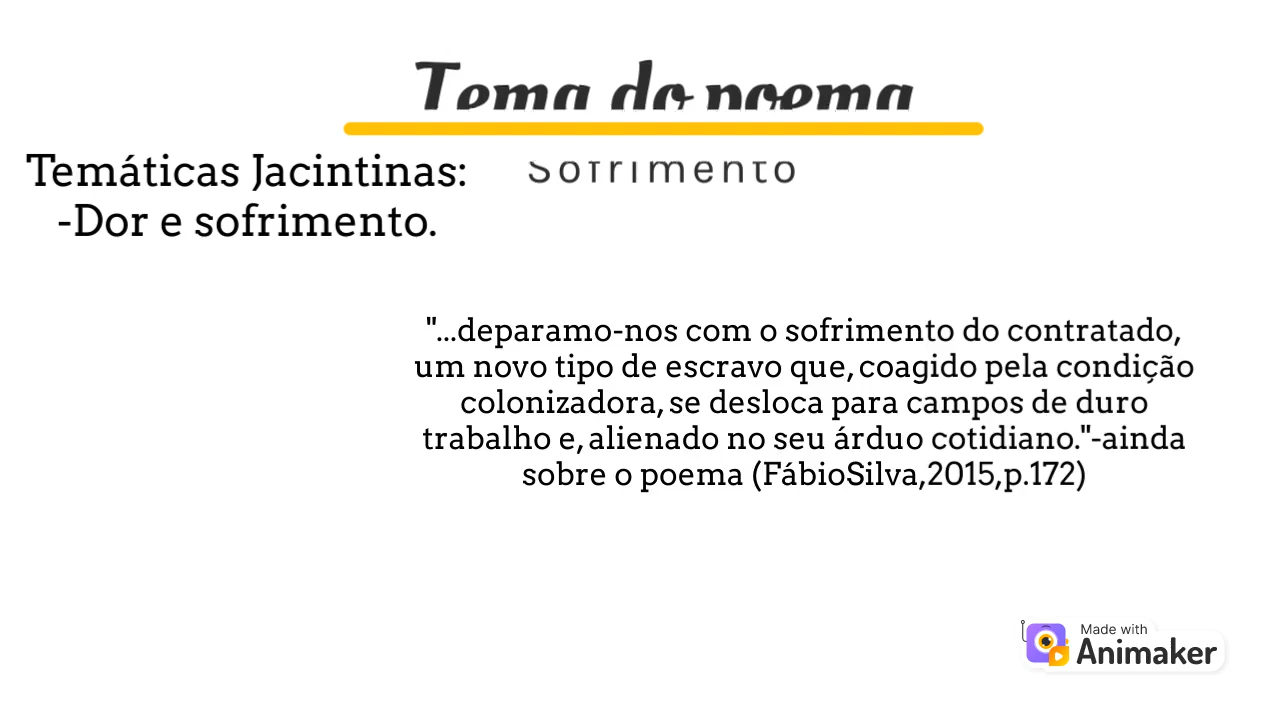 Tema do poema
Sofrimento
Temáticas Jacintinas:
-Dor e sofrimento.
"...deparamo-nos com o sofrimento do contratado,
um novo tipo de escravo que, coagido pela condição
colonizadora, se desloca para campos de duro
trabalho e, alienado no seu árduo cotidiano."-ainda
sobre o poema (FábioSilva,2015,p.172)
Made with
Animaker